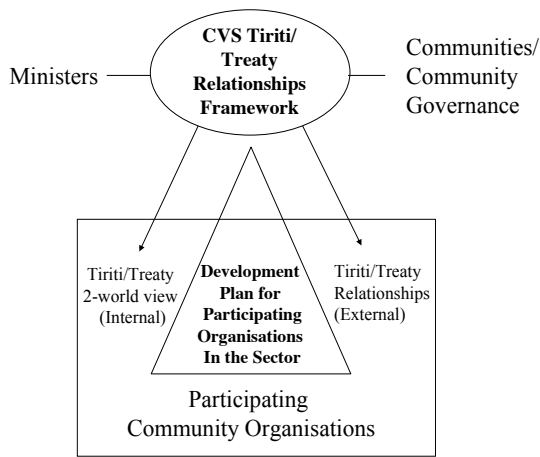 CVS Tiriti/
Treaty
Relationships
Framework
Ministers
Communities/
Community
Governance
Tiriti/Treaty
2-world view
(Internal)
Development
Plan for
Participating
Organisations
In the Sector
Tiriti/Treaty
Relationships
(External)
Participating
Community Organisations